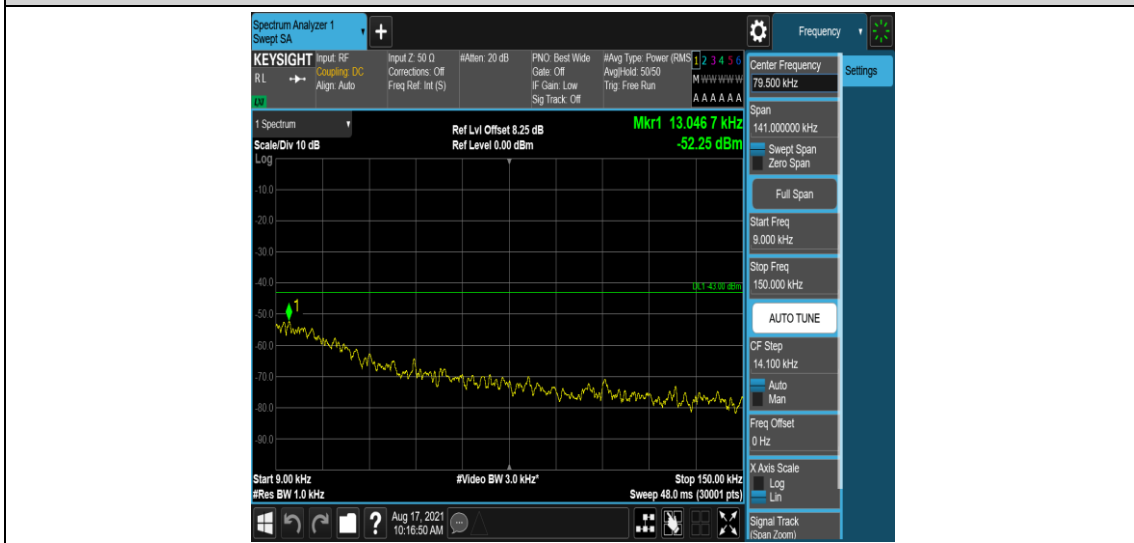 Spectrum Analyzer 1
Swept SA
+
Frequency
KEYSIGHT
RL
LXI
Input: RF
Coupling: DC
Align: Auto
Input Z: 50 Ω
Corrections: Off
Freq Ref: Int (S)
#Atten: 20 dB
PNO: Best Wide
Gate: Off
IF Gain: Low
Sig Track: Off
#Avg Type: Power (RMS
Avg|Hold: 50/50
Trig: Free Run
1 2 3 4 5 6
M W W W W W
A A A A A A
Center Frequency
79.500 kHz
Settings
Span
141.000000 kHz
Swept Span
Zero Span
Full Span
Start Freq
9.000 kHz
Stop Freq
150.000 kHz
AUTO TUNE
CF Step
14.100 kHz
Auto
Man
Freq Offset
0 Hz
X Axis Scale
Log
Lin
Signal Track
(Span Zoom)
1 Spectrum
Ref Lvl Offset 8.25 dB
Mkr1 13.046 7 kHz
Scale/Div 10 dB
Ref Level 0.00 dBm
-52.25 dBm
Log
-10.0
-20.0
-30.0
-40.0
DL1 -43.00 dBm
-50.0
1
-60.0
-70.0
-80.0
-90.0
Start 9.00 kHz
#Video BW 3.0 kHz*
Stop 150.00 kHz
#Res BW 1.0 kHz
Sweep 48.0 ms (30001 pts)
?
Aug 17, 2021
10:16:50 AM